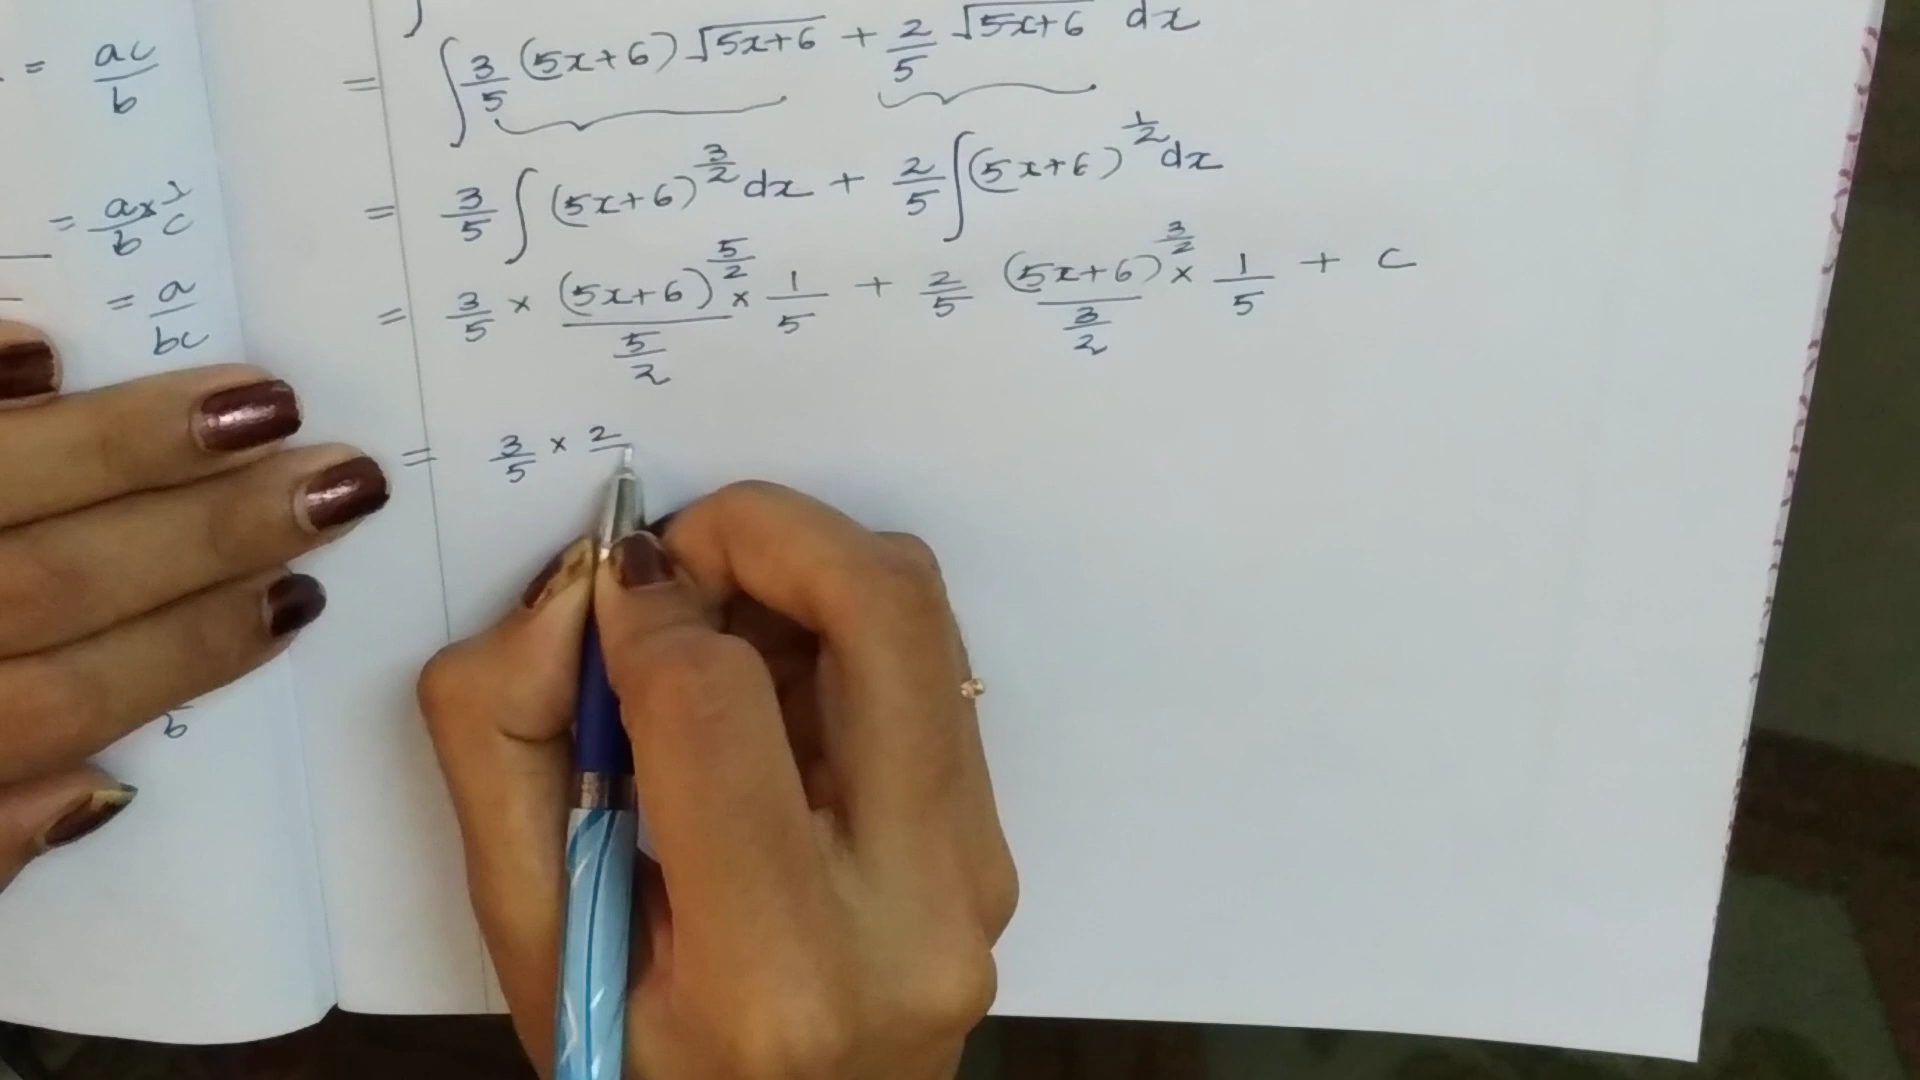 = ac/b
= a/b × 1/c
= a/bc
b
= ∫ 3/5 (5x+6) √5x+6 + 2/5 √5x+6 dx
= 3/5 ∫ (5x+6)^3/2 dx + 2/5 ∫ (5x+6)^1/2 dx
= 3/5 × (5x+6)^5/2 / 5/2 × 1/5 + 2/5 (5x+6)^3/2 / 3/2 × 1/5 + c
= 3/5 × 2